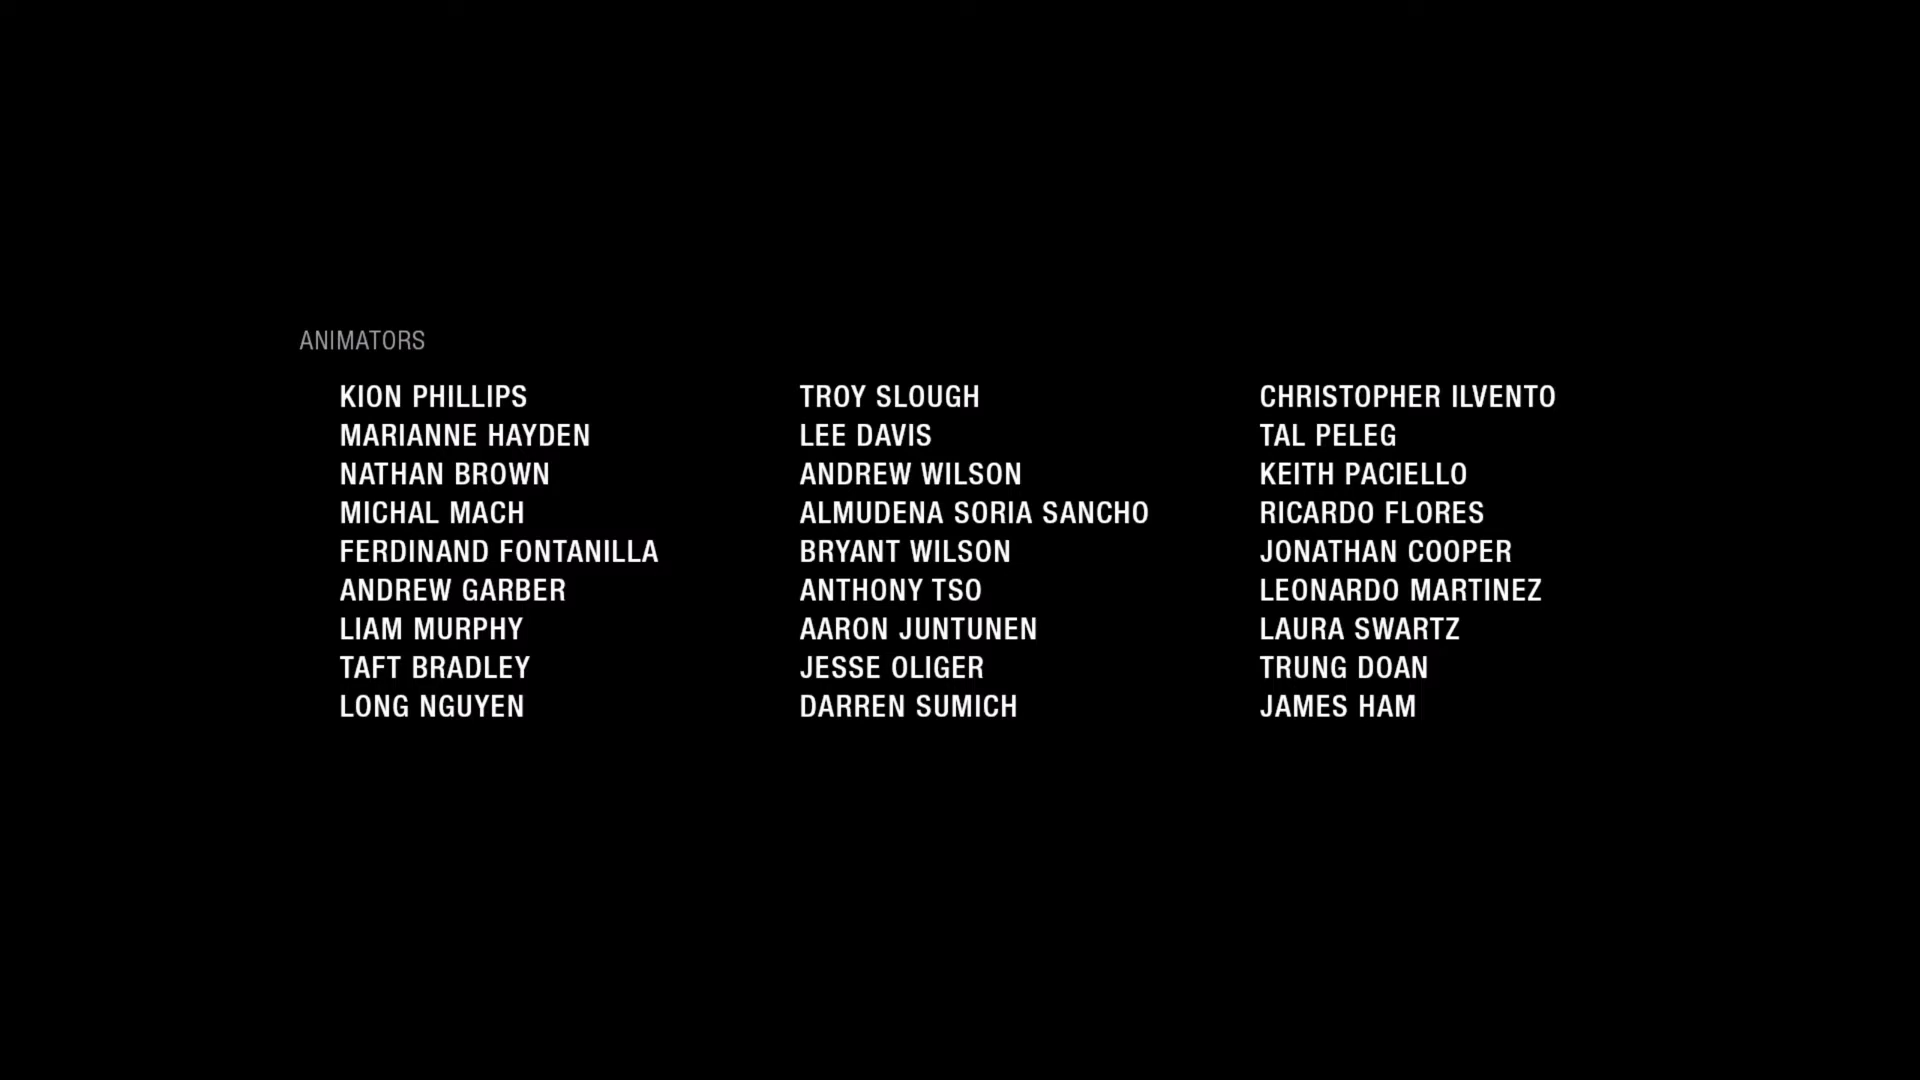 ANIMATORS
KION PHILLIPS
MARIANNE HAYDEN
NATHAN BROWN
MICHAL MACH
FERDINAND FONTANILLA
ANDREW GARBER
LIAM MURPHY
TAFT BRADLEY
LONG NGUYEN
TROY SLOUGH
LEE DAVIS
ANDREW WILSON
ALMUDENA SORIA SANCHO
BRYANT WILSON
ANTHONY TSO
AARON JUNTUNEN
JESSE OLIGER
DARREN SUMICH
CHRISTOPHER ILVENTO
TAL PELEG
KEITH PACIELLO
RICARDO FLORES
JONATHAN COOPER
LEONARDO MARTINEZ
LAURA SWARTZ
TRUNG DOAN
JAMES HAM